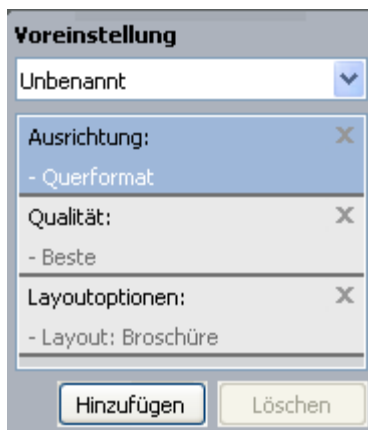 Voreinstellung
Unbenannt
Ausrichtung: X
- Querformat
Qualität: X
- Beste
Layoutoptionen: X
- Layout: Broschüre
Hinzufügen Löschen